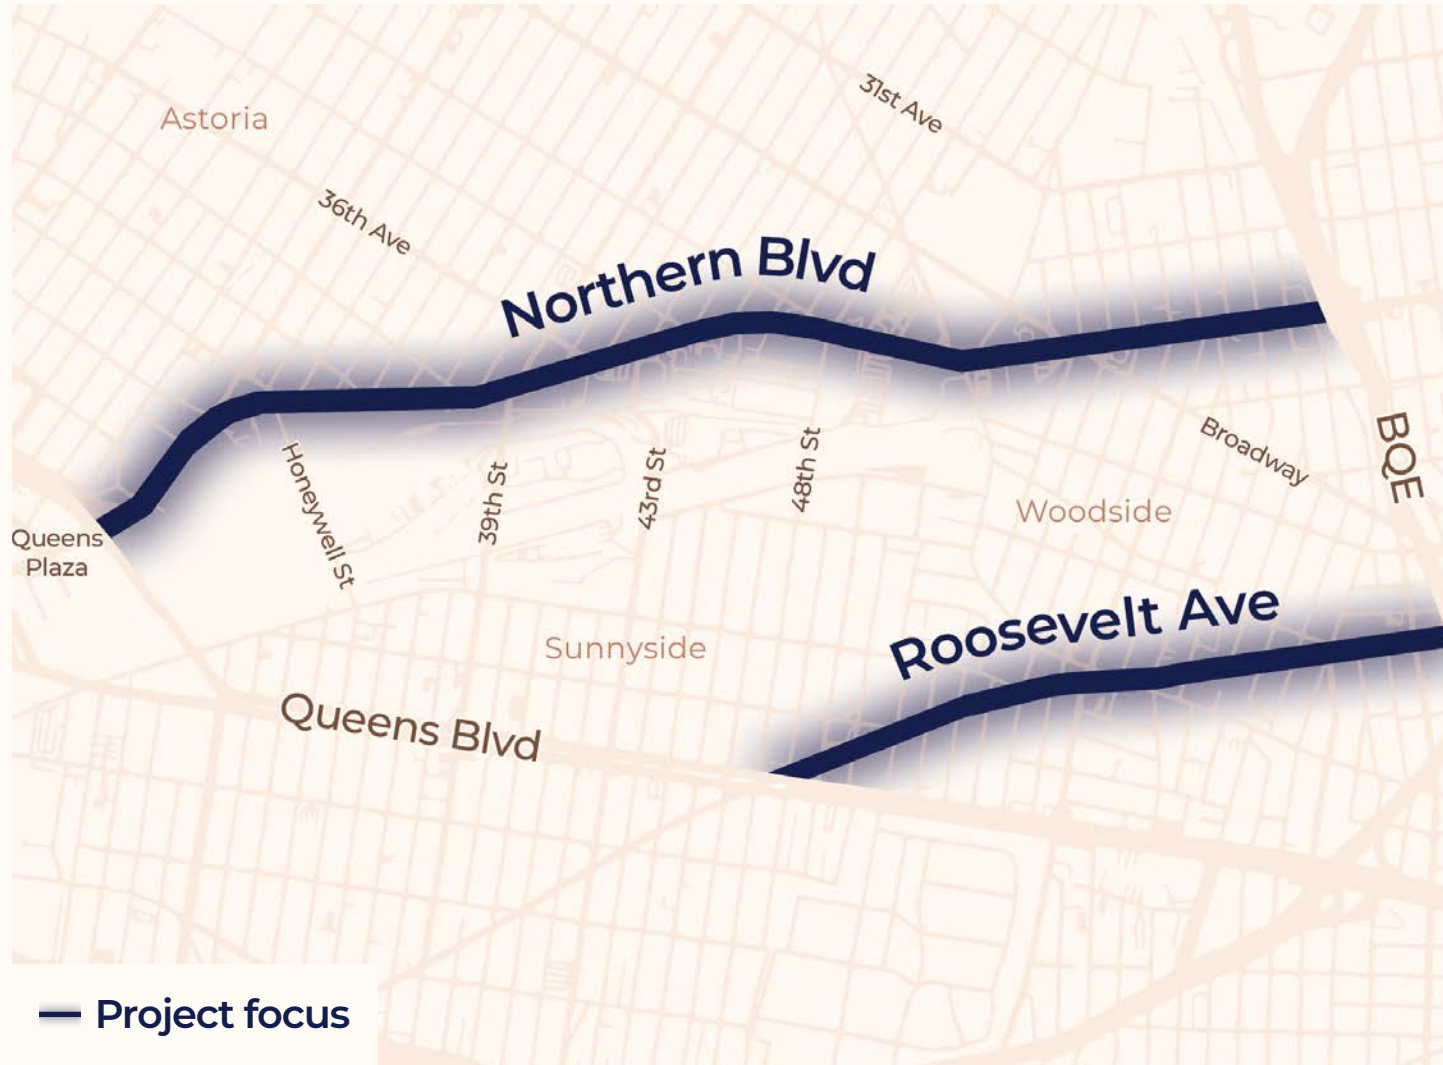 31st Ave
Astoria
36th Ave
Northern Blvd
Honeywell St
39th St
43rd St
48th St
Broadway
BQE
Woodside
Queens
Plaza
Roosevelt Ave
Sunnyside
Queens Blvd
Project focus